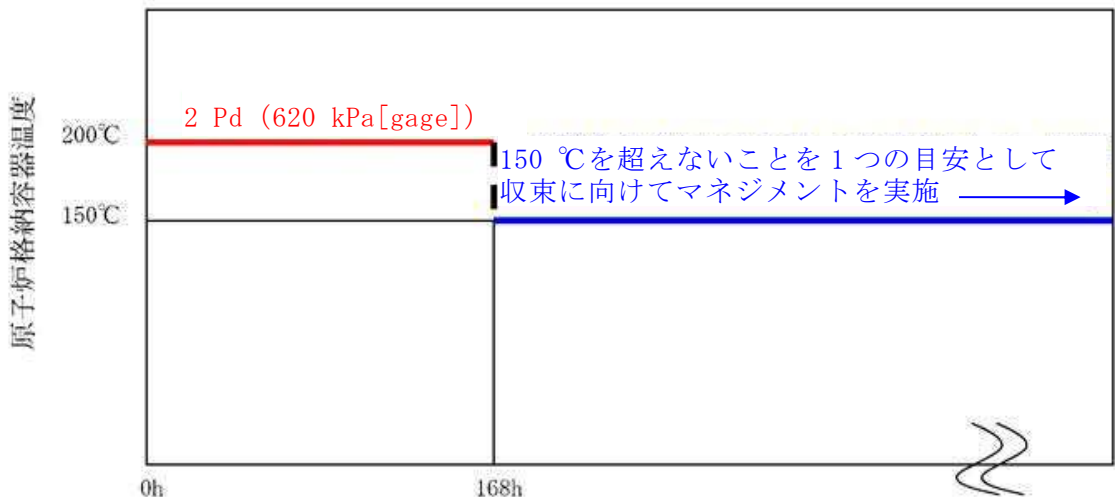 原子炉格納容器温度
200℃
150℃
2 Pd (620 kPa[gage])
150 ℃を超えないことを１つの目安として
収束に向けてマネジメントを実施
0h
168h